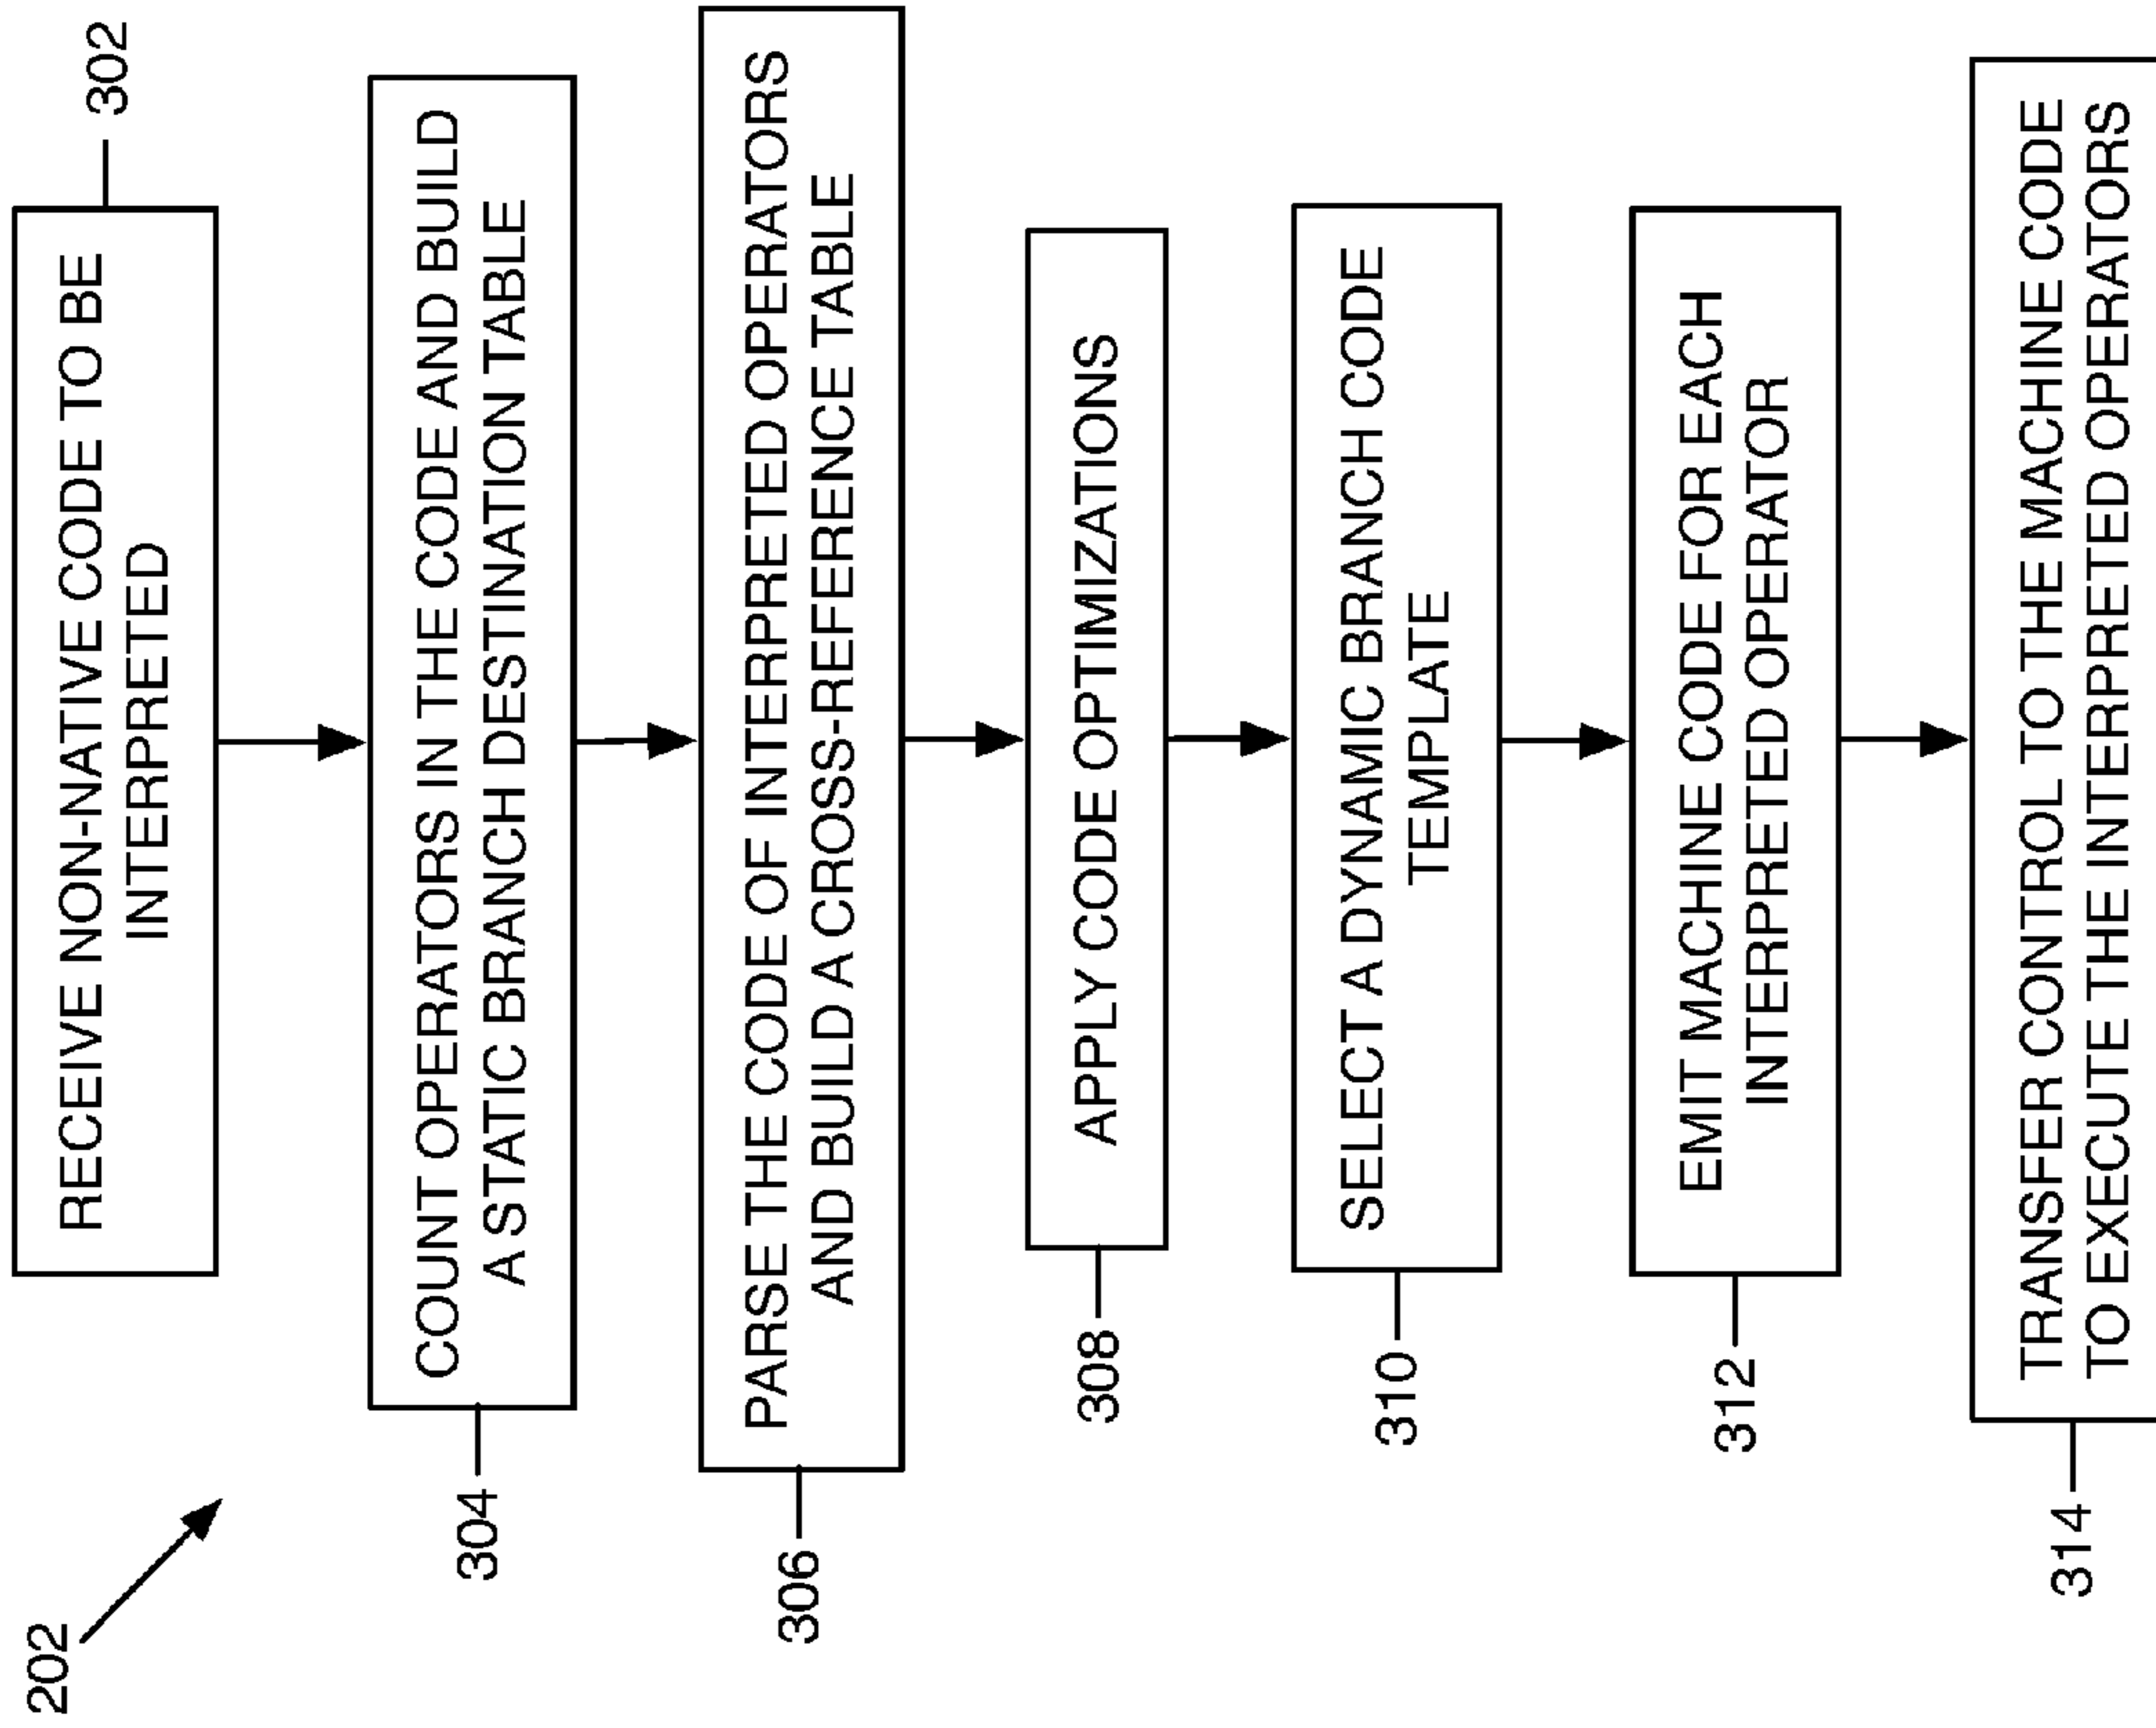 202
302
RECEIVE NON-NATIVE CODE TO BE
INTERPRETED
304
COUNT OPERATORS IN THE CODE AND BUILD
A STATIC BRANCH DESTINATION TABLE
306
PARSE THE CODE OF INTERPRETED OPERATORS
AND BUILD A CROSS-REFERENCE TABLE
308
APPLY CODE OPTIMIZATIONS
310
SELECT A DYNAMIC BRANCH CODE
TEMPLATE
312
EMIT MACHINE CODE FOR EACH
INTERPRETED OPERATOR
314
TRANSFER CONTROL TO THE MACHINE CODE
TO EXECUTE THE INTERPRETED OPERATORS